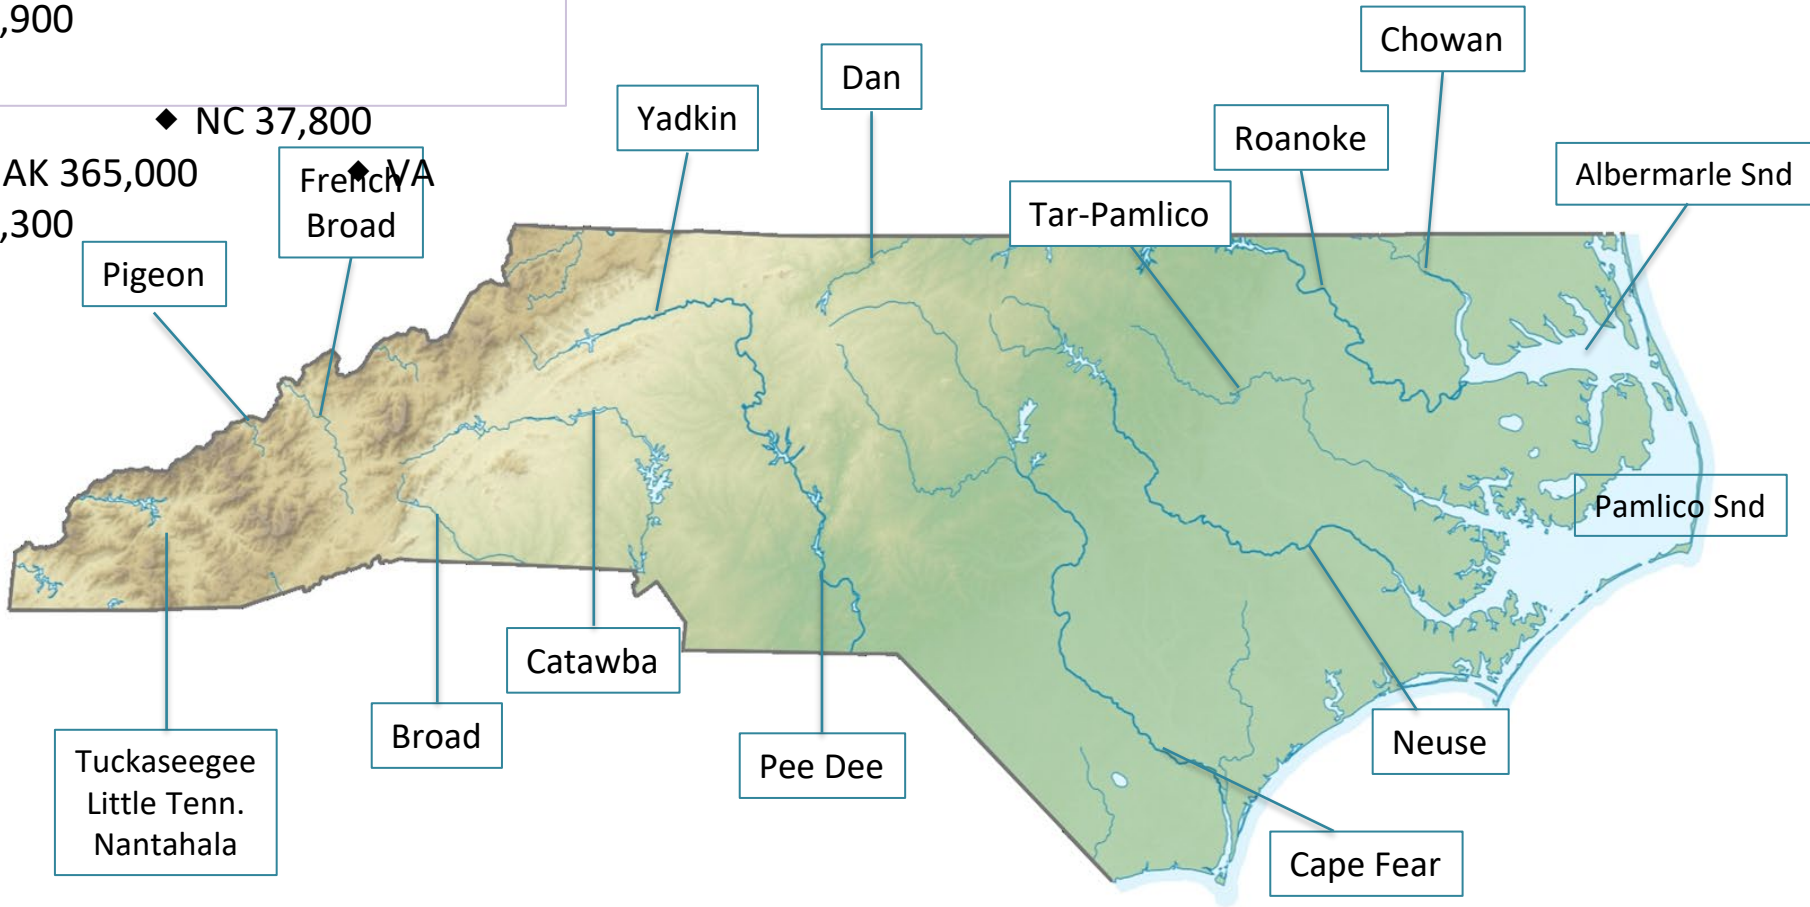 ,900
◆ NC 37,800
AK 365,000
◆ VA
,300
Chowan
Dan
Yadkin
Roanoke
French
Broad
Albermarle Snd
Tar-Pamlico
Pigeon
Pamlico Snd
Catawba
Broad
Neuse
Pee Dee
Tuckaseegee
Little Tenn.
Nantahala
Cape Fear